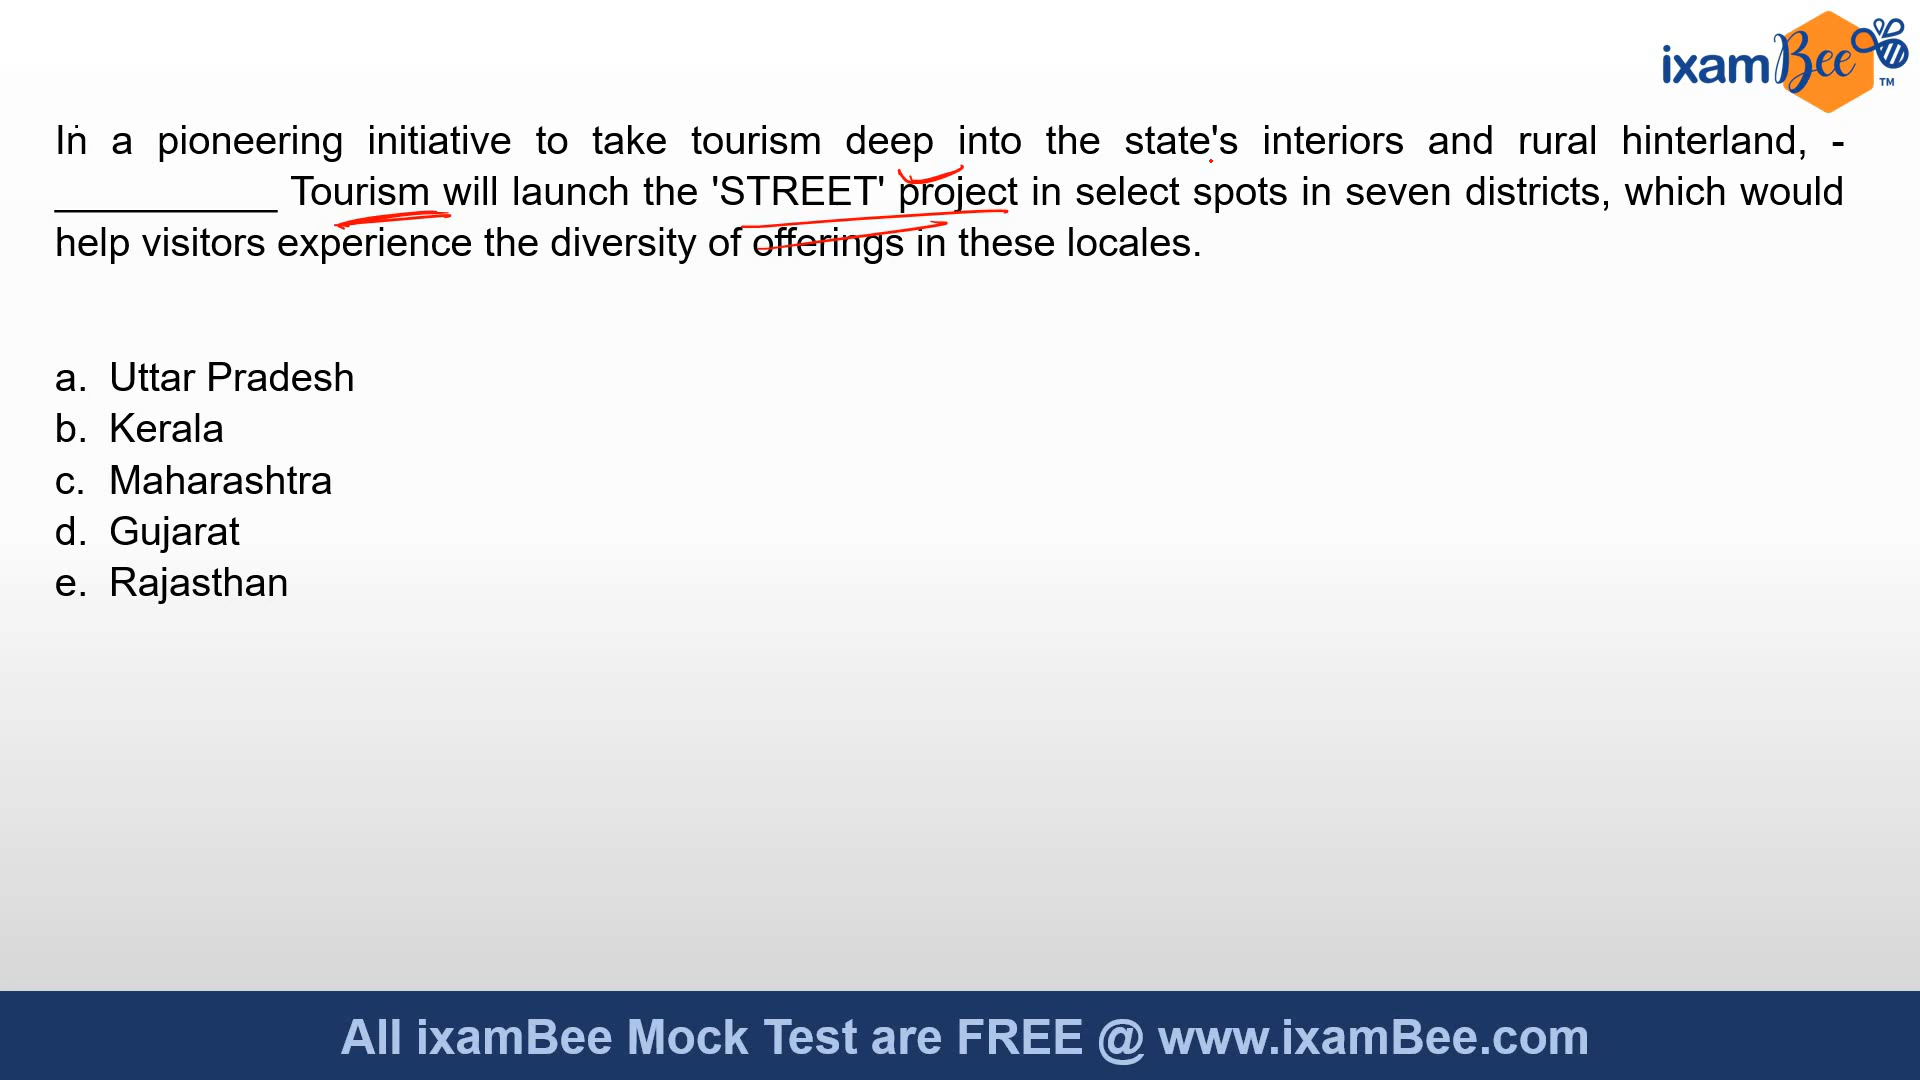 ixamBee
TM
In a pioneering initiative to take tourism deep into the state's interiors and rural hinterland, -
__________ Tourism will launch the 'STREET' project in select spots in seven districts, which would
help visitors experience the diversity of offerings in these locales.
a. Uttar Pradesh
b. Kerala
c. Maharashtra
d. Gujarat
e. Rajasthan
All ixamBee Mock Test are FREE @ www.ixamBee.com